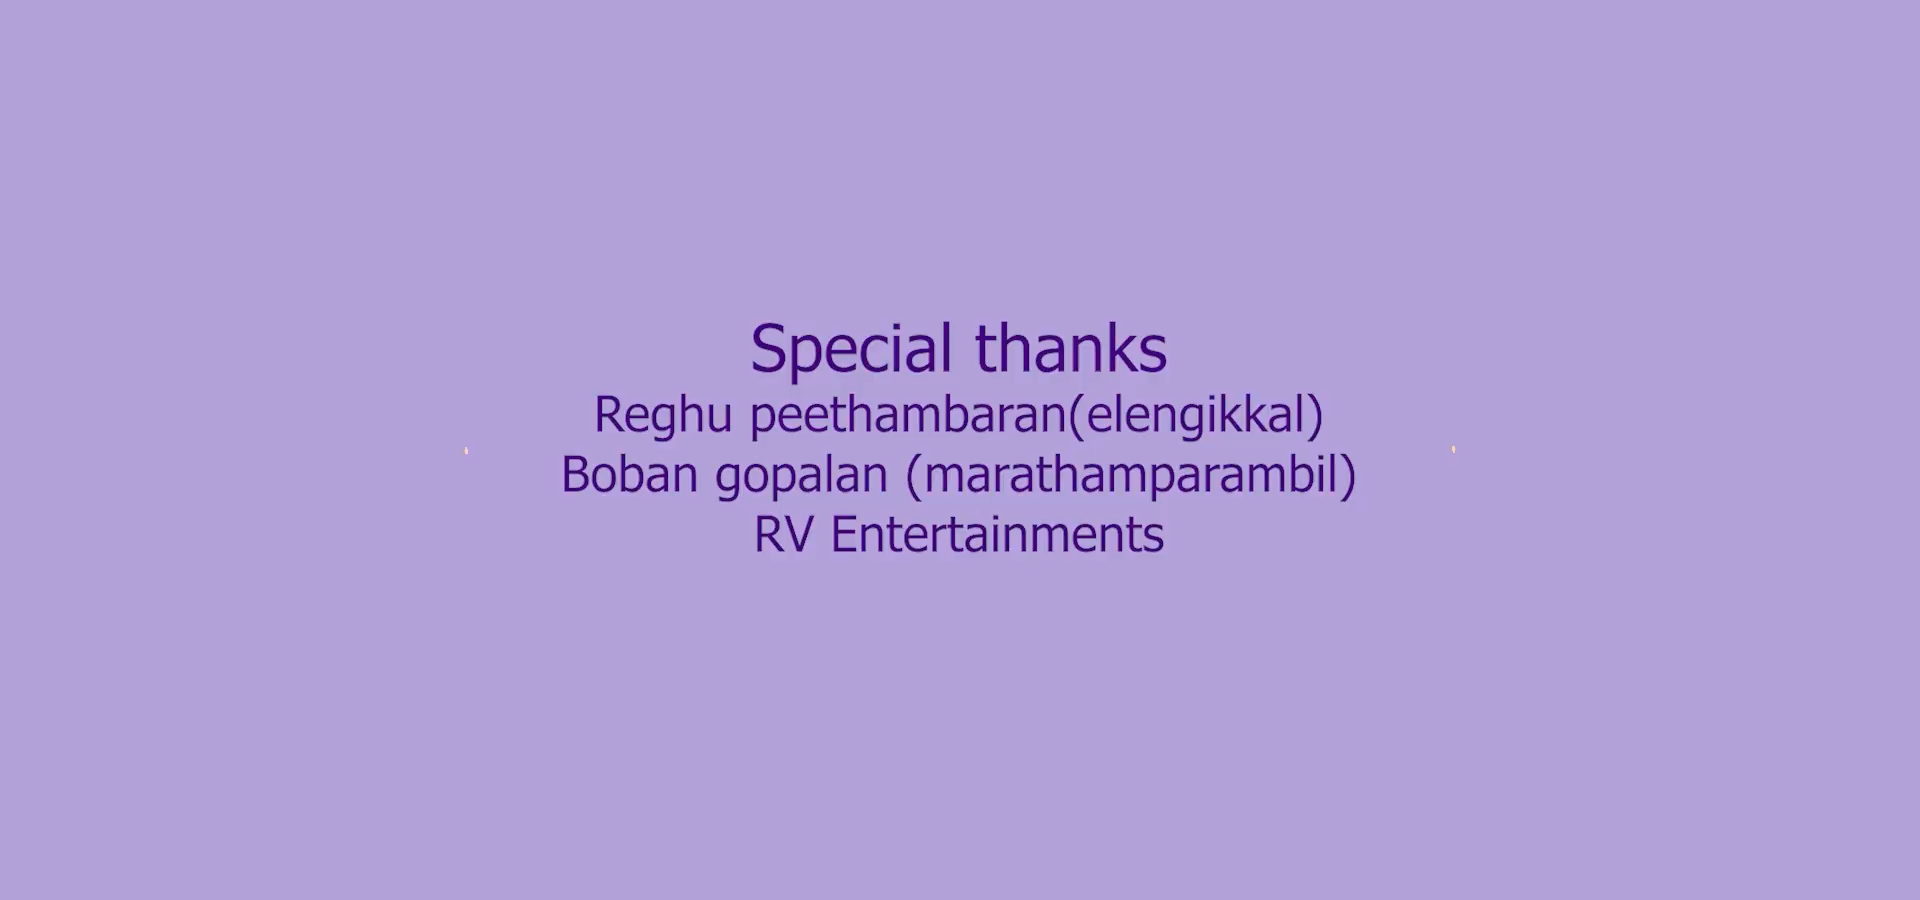 Special thanks
Reghu peethambaran(elengikkal)
Boban gopalan (marathamparambil)
RV Entertainments